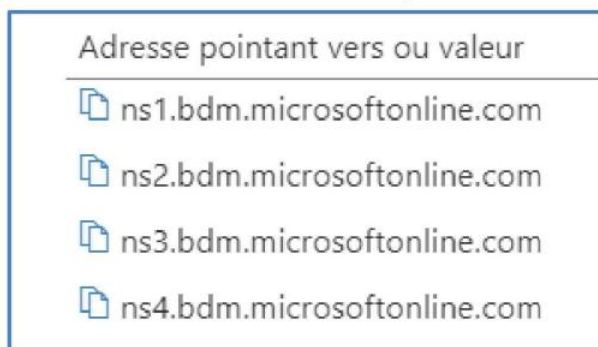 Adresse pointant vers ou valeur
ns1.bdm.microsoftonline.com
ns2.bdm.microsoftonline.com
ns3.bdm.microsoftonline.com
ns4.bdm.microsoftonline.com